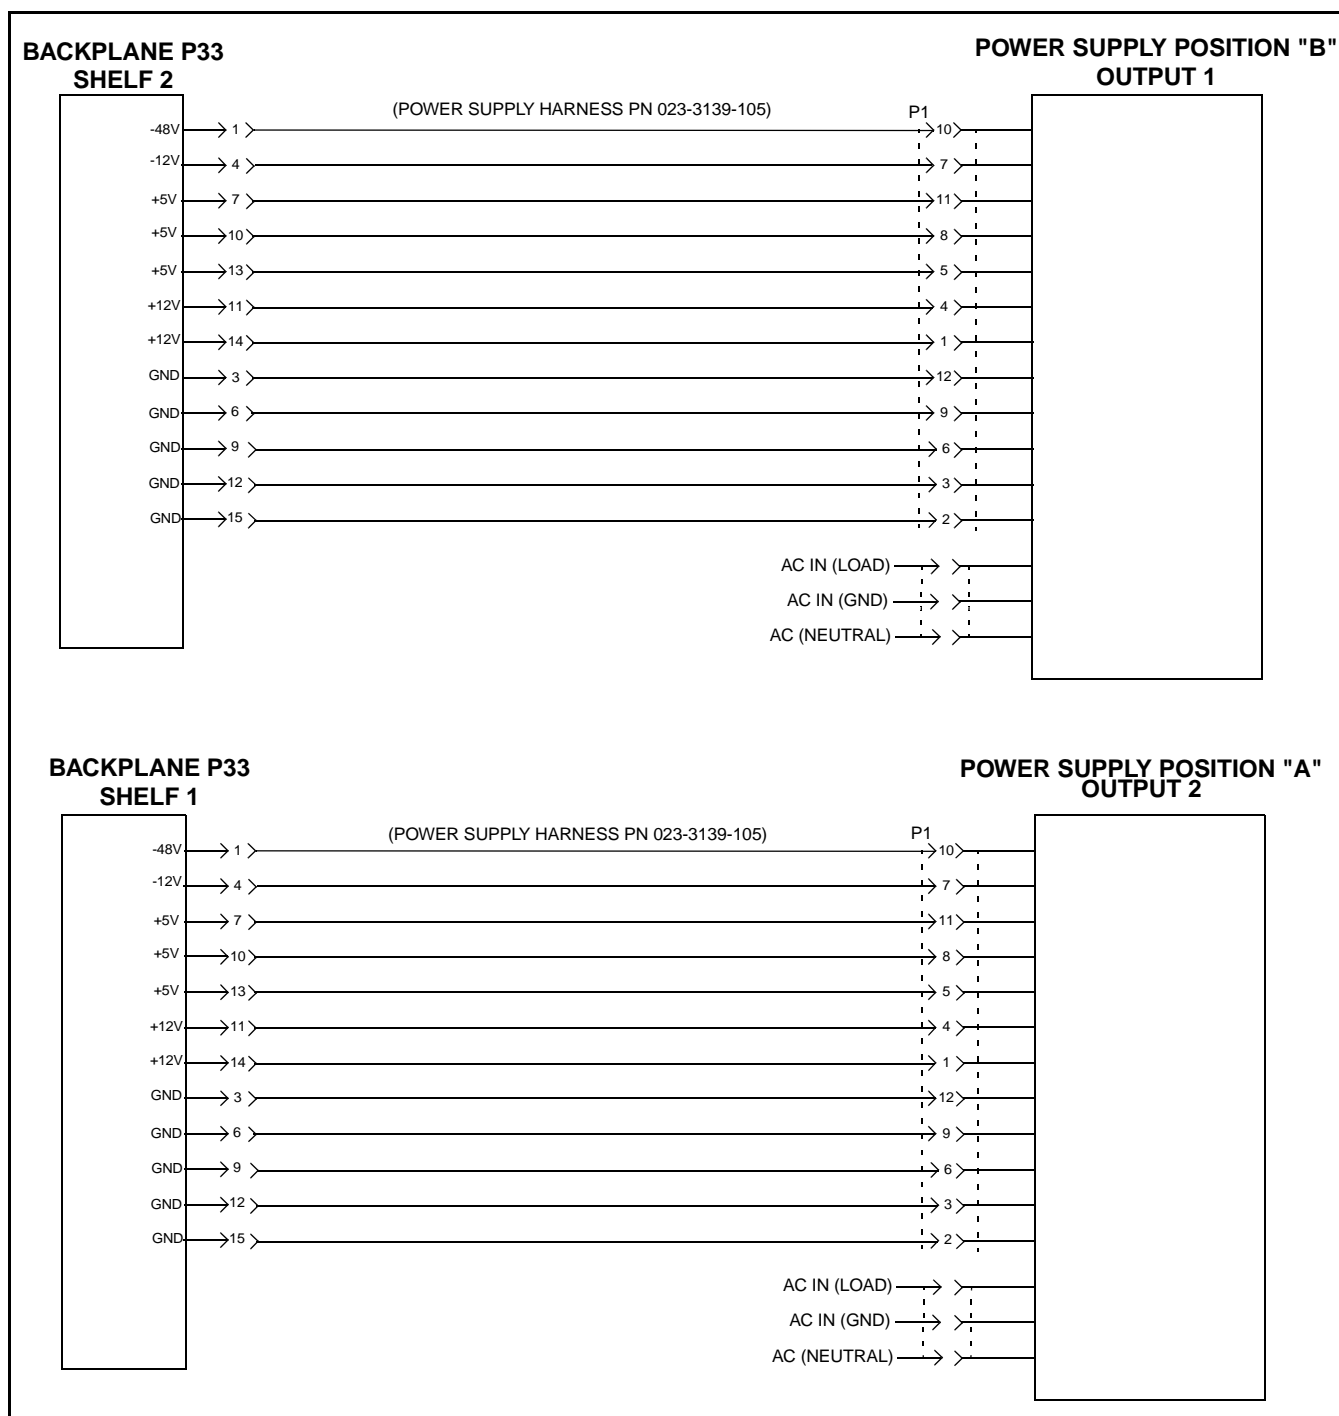 BACKPLANE P33
SHELF 2
POWER SUPPLY POSITION "B"
OUTPUT 1
(POWER SUPPLY HARNESS PN 023-3139-105)
P1
-48V 1 10
-12V 4 7
+5V 7 11
+5V 10 8
+5V 13 5
+12V 11 4
+12V 14 1
GND 3 12
GND 6 9
GND 9 6
GND 12 3
GND 15 2
AC IN (LOAD)
AC IN (GND)
AC (NEUTRAL)
BACKPLANE P33
SHELF 1
POWER SUPPLY POSITION "A"
OUTPUT 2
(POWER SUPPLY HARNESS PN 023-3139-105)
P1
-48V 1 10
-12V 4 7
+5V 7 11
+5V 10 8
+5V 13 5
+12V 11 4
+12V 14 1
GND 3 12
GND 6 9
GND 9 6
GND 12 3
GND 15 2
AC IN (LOAD)
AC IN (GND)
AC (NEUTRAL)